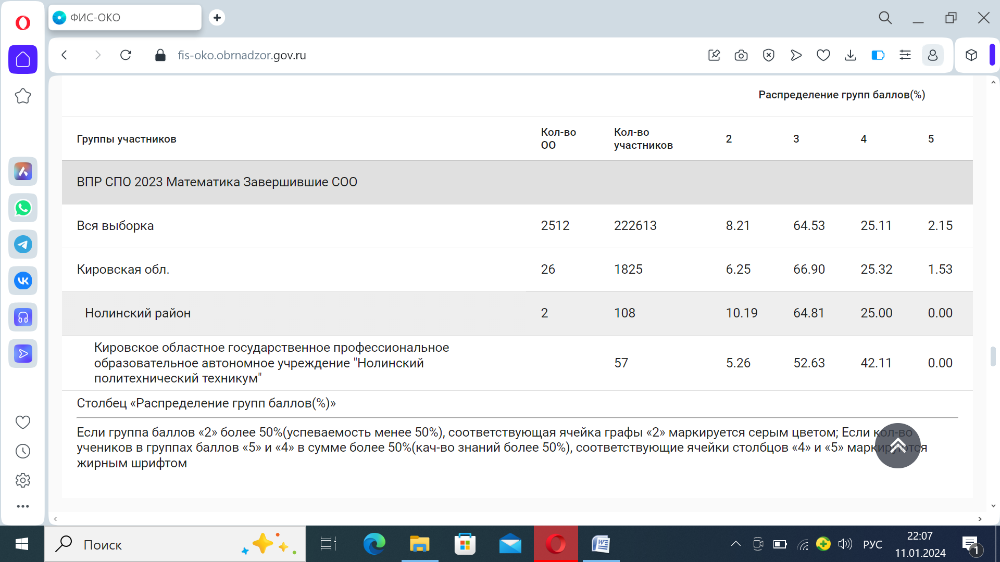 ФИС-ОКО
fis-oko.obrnadzor.gov.ru
Распределение групп баллов(%)
Группы участников
Кол-во
ОО
Кол-во
участников
2 3 4 5
ВПР СПО 2023 Математика Завершившие СОО
Вся выборка 2512 222613 8.21 64.53 25.11 2.15
Кировская обл. 26 1825 6.25 66.90 25.32 1.53
Нолинский район 2 108 10.19 64.81 25.00 0.00
Кировское областное государственное профессиональное
образовательное автономное учреждение "Нолинский
политехнический техникум"
57 5.26 52.63 42.11 0.00
Столбец «Распределение групп баллов(%)»
Если группа баллов «2» более 50%(успеваемость менее 50%), соответствующая ячейка графы «2» маркируется серым цветом; Если кол-во
учеников в группах баллов «5» и «4» в сумме более 50%(кач-во знаний более 50%), соответствующие ячейки столбцов «4» и «5» маркируются
жирным шрифтом
Поиск
РУС
22:07
11.01.2024
1